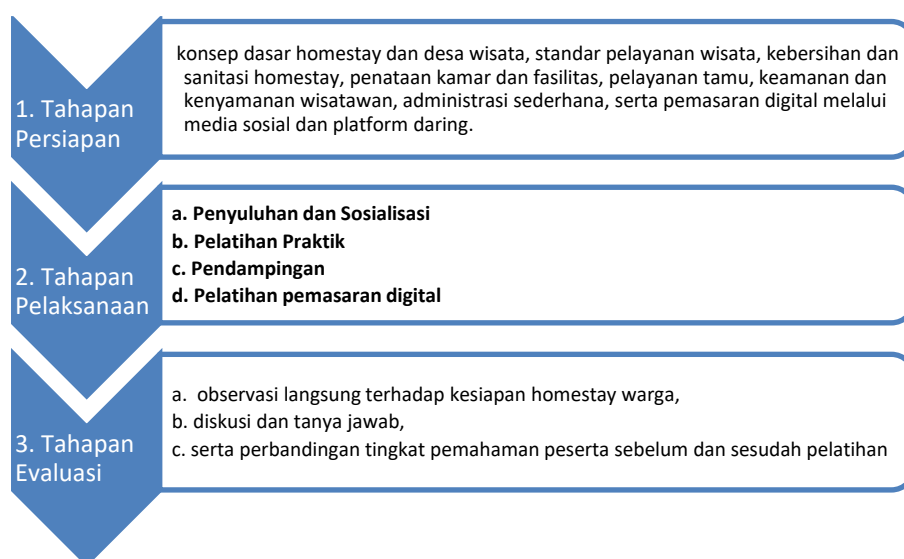 1. Tahapan
Persiapan
konsep dasar homestay dan desa wisata, standar pelayanan wisata, kebersihan dan
sanitasi homestay, penataan kamar dan fasilitas, pelayanan tamu, keamanan dan
kenyamanan wisatawan, administrasi sederhana, serta pemasaran digital melalui
media sosial dan platform daring.
2. Tahapan
Pelaksanaan
a. Penyuluhan dan Sosialisasi
b. Pelatihan Praktik
c. Pendampingan
d. Pelatihan pemasaran digital
3. Tahapan
Evaluasi
a. observasi langsung terhadap kesiapan homestay warga,
b. diskusi dan tanya jawab,
c. serta perbandingan tingkat pemahaman peserta sebelum dan sesudah pelatihan